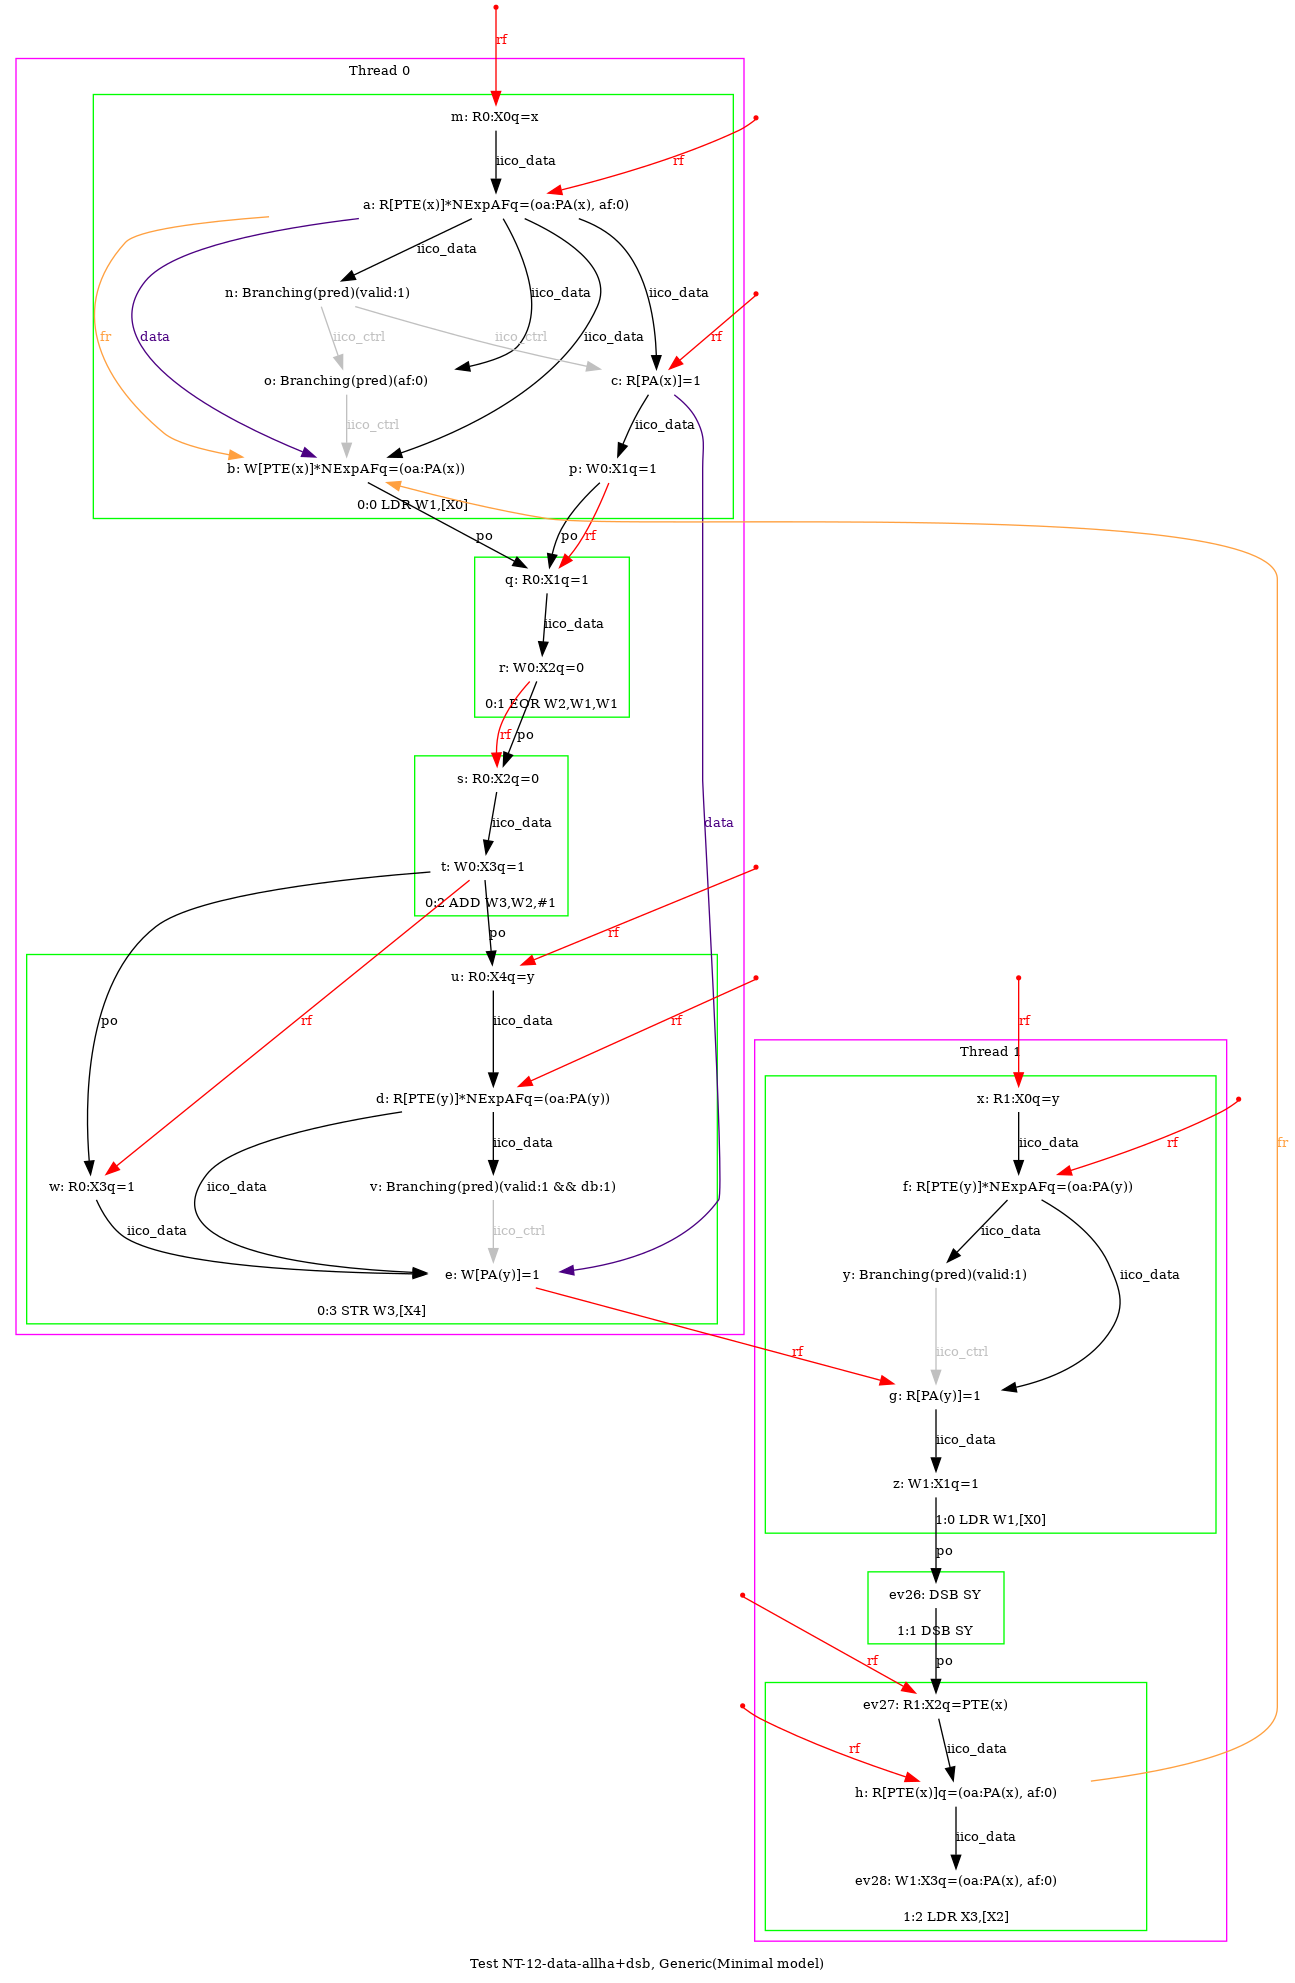 rf
Thread 0
m: R0:X0q=x
iico_data
rf
a: R[PTE(x)]*NExpAFq=(oa:PA(x), af:0)
iico_data
n: Branching(pred)(valid:1)
iico_data
iico_data
fr
data
iico_ctrl
iico_ctrl
iico_data
rf
o: Branching(pred)(af:0)
c: R[PA(x)]=1
iico_ctrl
iico_data
b: W[PTE(x)]*NExpAFq=(oa:PA(x))
p: W0:X1q=1
0:0 LDR W1,[X0]
po
po
rf
q: R0:X1q=1
iico_data
r: W0:X2q=0
0:1 EOR W2,W1,W1
rf
po
s: R0:X2q=0
iico_data
data
t: W0:X3q=1
0:2 ADD W3,W2,#1
po
rf
u: R0:X4q=y
po
rf
iico_data
rf
rf
Thread 1
d: R[PTE(y)]*NExpAFq=(oa:PA(y))
x: R1:X0q=y
iico_data
iico_data
rf
fr
w: R0:X3q=1
iico_data
v: Branching(pred)(valid:1 && db:1)
f: R[PTE(y)]*NExpAFq=(oa:PA(y))
iico_data
iico_ctrl
iico_data
e: W[PA(y)]=1
y: Branching(pred)(valid:1)
iico_data
0:3 STR W3,[X4]
rf
iico_ctrl
g: R[PA(y)]=1
iico_data
z: W1:X1q=1
1:0 LDR W1,[X0]
po
ev26: DSB SY
1:1 DSB SY
rf
po
ev27: R1:X2q=PTE(x)
rf
iico_data
h: R[PTE(x)]q=(oa:PA(x), af:0)
iico_data
ev28: W1:X3q=(oa:PA(x), af:0)
1:2 LDR X3,[X2]
Test NT-12-data-allha+dsb, Generic(Minimal model)